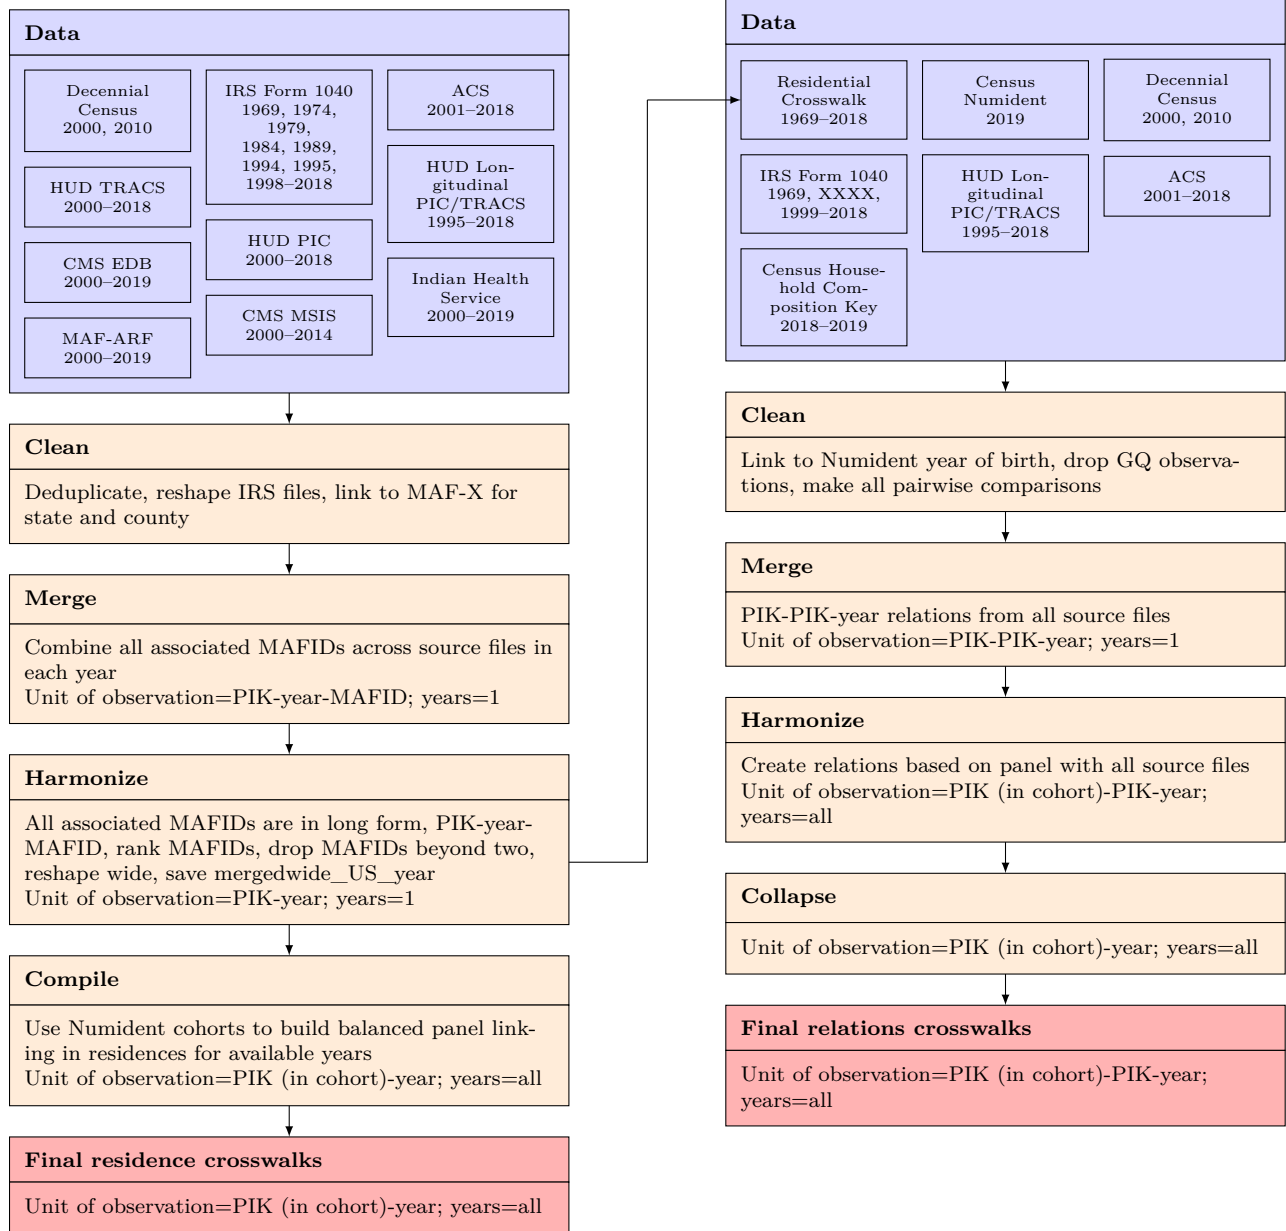 Data
Decennial
Census
2000, 2010
HUD TRACS
2000–2018
CMS EDB
2000–2019
MAF-ARF
2000–2019
IRS Form 1040
1969, 1974,
1979,
1984, 1989,
1994, 1995,
1998–2018
HUD PIC
2000–2018
CMS MSIS
2000–2014
ACS
2001–2018
HUD Lon-
gitudinal
PIC/TRACS
1995–2018
Indian Health
Service
2000–2019
Clean
Deduplicate, reshape IRS files, link to MAF-X for
state and county
Merge
Combine all associated MAFIDs across source files in
each year
Unit of observation=PIK-year-MAFID; years=1
Harmonize
All associated MAFIDs are in long form, PIK-year-
MAFID, rank MAFIDs, drop MAFIDs beyond two,
reshape wide, save mergedwide_US_year
Unit of observation=PIK-year; years=1
Compile
Use Numident cohorts to build balanced panel link-
ing in residences for available years
Unit of observation=PIK (in cohort)-year; years=all
Final residence crosswalks
Unit of observation=PIK (in cohort)-year; years=all
Data
Residential
Crosswalk
1969–2018
IRS Form 1040
1969, XXXX,
1999–2018
Census House-
hold Com-
position Key
2018–2019
Census
Numident
2019
HUD Lon-
gitudinal
PIC/TRACS
1995–2018
Decennial
Census
2000, 2010
ACS
2001–2018
Clean
Link to Numident year of birth, drop GQ observa-
tions, make all pairwise comparisons
Merge
PIK-PIK-year relations from all source files
Unit of observation=PIK-PIK-year; years=1
Harmonize
Create relations based on panel with all source files
Unit of observation=PIK (in cohort)-PIK-year;
years=all
Collapse
Unit of observation=PIK (in cohort)-year; years=all
Final relations crosswalks
Unit of observation=PIK (in cohort)-PIK-year;
years=all